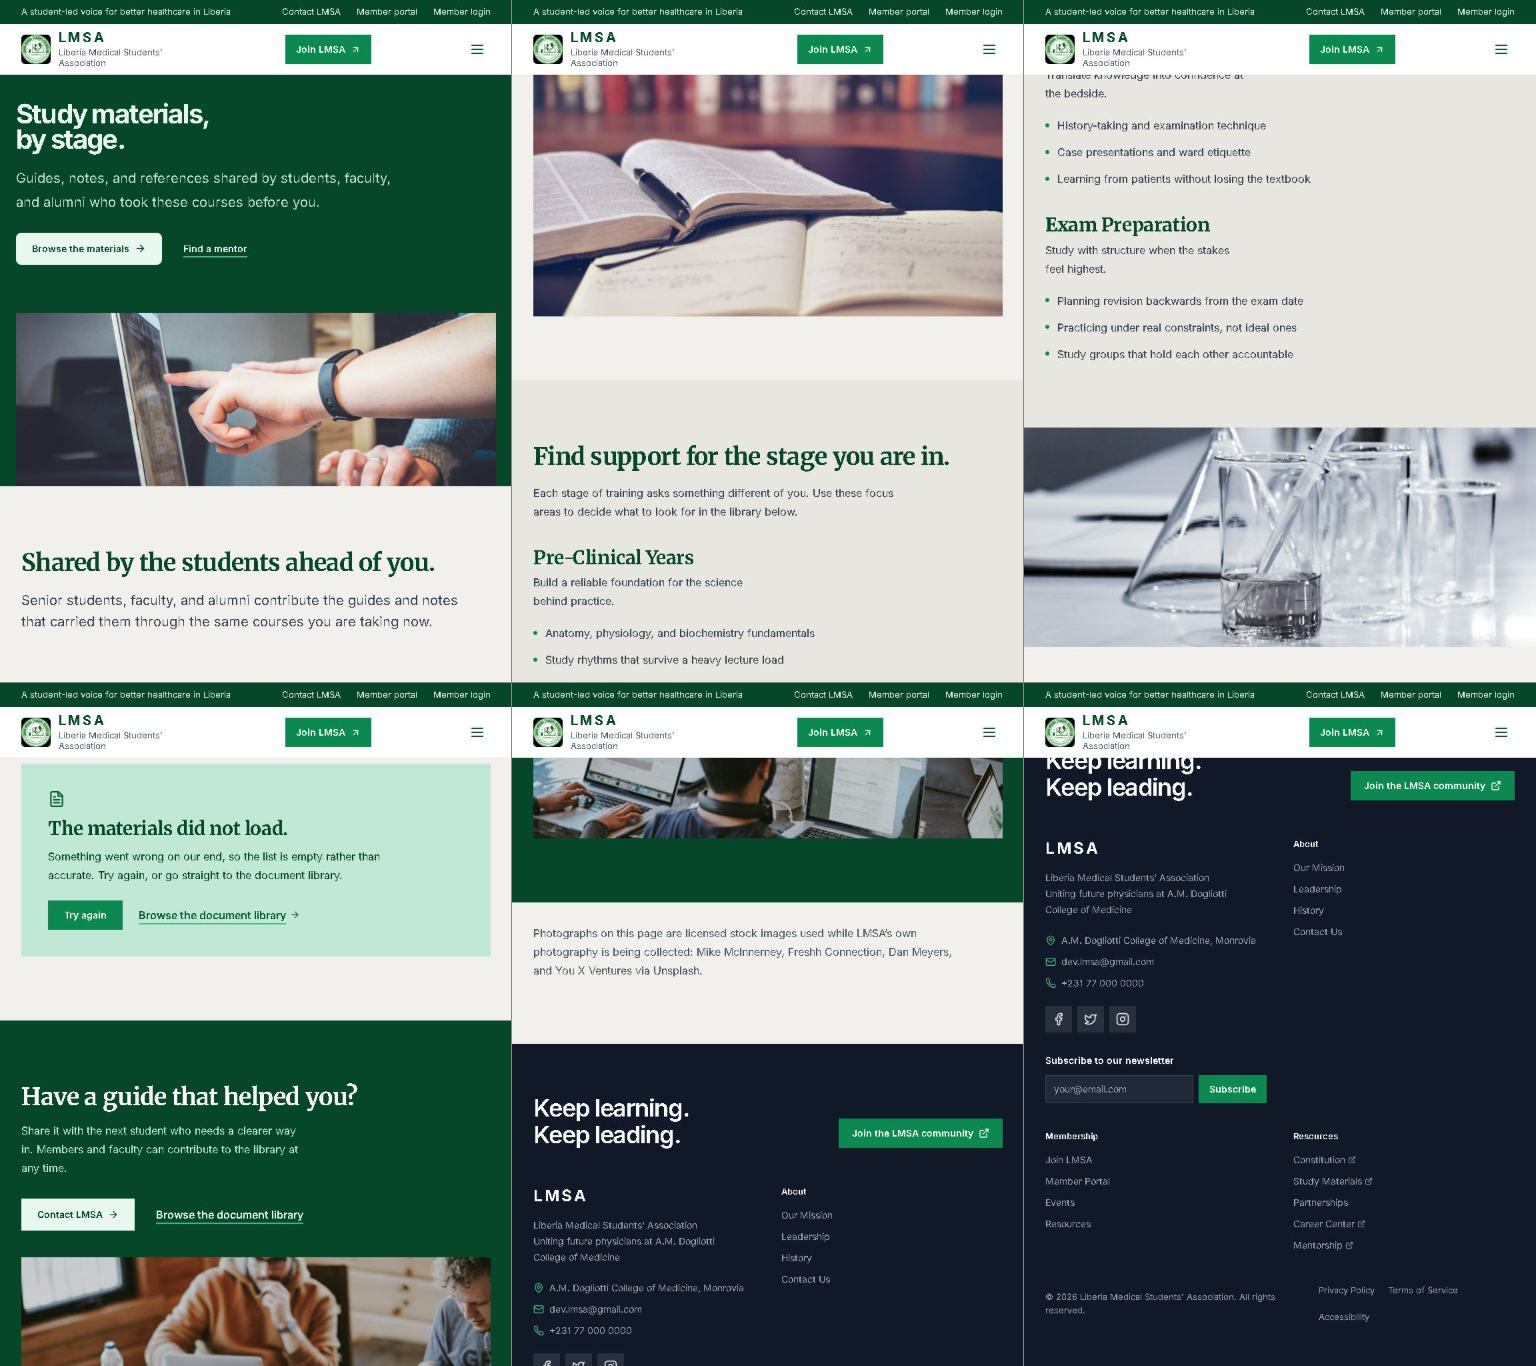 A student-led voice for better healthcare in Liberia
Contact LMSA
Member portal
Member login
LMSA
Liberia Medical Students'
Association
Join LMSA
Study materials,
by stage.
Guides, notes, and references shared by students, faculty,
and alumni who took these courses before you.
Browse the materials
Find a mentor
Shared by the students ahead of you.
Senior students, faculty, and alumni contribute the guides and notes
that carried them through the same courses you are taking now.
A student-led voice for better healthcare in Liberia
Contact LMSA
Member portal
Member login
LMSA
Liberia Medical Students'
Association
Join LMSA
Find support for the stage you are in.
Each stage of training asks something different of you. Use these focus
areas to decide what to look for in the library below.
Pre-Clinical Years
Build a reliable foundation for the science
behind practice.
Anatomy, physiology, and biochemistry fundamentals
Study rhythms that survive a heavy lecture load
A student-led voice for better healthcare in Liberia
Contact LMSA
Member portal
Member login
LMSA
Liberia Medical Students'
Association
Join LMSA
Translate knowledge into confidence at
the bedside.
History-taking and examination technique
Case presentations and ward etiquette
Learning from patients without losing the textbook
Exam Preparation
Study with structure when the stakes
feel highest.
Planning revision backwards from the exam date
Practicing under real constraints, not ideal ones
Study groups that hold each other accountable
A student-led voice for better healthcare in Liberia
Contact LMSA
Member portal
Member login
LMSA
Liberia Medical Students'
Association
Join LMSA
The materials did not load.
Something went wrong on our end, so the list is empty rather than
accurate. Try again, or go straight to the document library.
Try again
Browse the document library
Have a guide that helped you?
Share it with the next student who needs a clearer way
in. Members and faculty can contribute to the library at
any time.
Contact LMSA
Browse the document library
A student-led voice for better healthcare in Liberia
Contact LMSA
Member portal
Member login
LMSA
Liberia Medical Students'
Association
Join LMSA
Photographs on this page are licensed stock images used while LMSA's own
photography is being collected: Mike McInnerney, Freshh Connection, Dan Meyers,
and You X Ventures via Unsplash.
Keep learning.
Keep leading.
Join the LMSA community
LMSA
Liberia Medical Students' Association
Uniting future physicians at A.M. Dogliotti
College of Medicine
A.M. Dogliotti College of Medicine, Monrovia
dev.lmsa@gmail.com
+231 77 000 0000
About
Our Mission
Leadership
History
Contact Us
A student-led voice for better healthcare in Liberia
Contact LMSA
Member portal
Member login
LMSA
Liberia Medical Students'
Association
Join LMSA
Keep learning.
Keep leading.
Join the LMSA community
LMSA
Liberia Medical Students' Association
Uniting future physicians at A.M. Dogliotti
College of Medicine
A.M. Dogliotti College of Medicine, Monrovia
dev.lmsa@gmail.com
+231 77 000 0000
About
Our Mission
Leadership
History
Contact Us
Subscribe to our newsletter
your@email.com
Subscribe
Membership
Join LMSA
Member Portal
Events
Resources
Resources
Constitution
Study Materials
Partnerships
Career Center
Mentorship
© 2026 Liberia Medical Students' Association. All rights
reserved.
Privacy Policy
Terms of Service
Accessibility